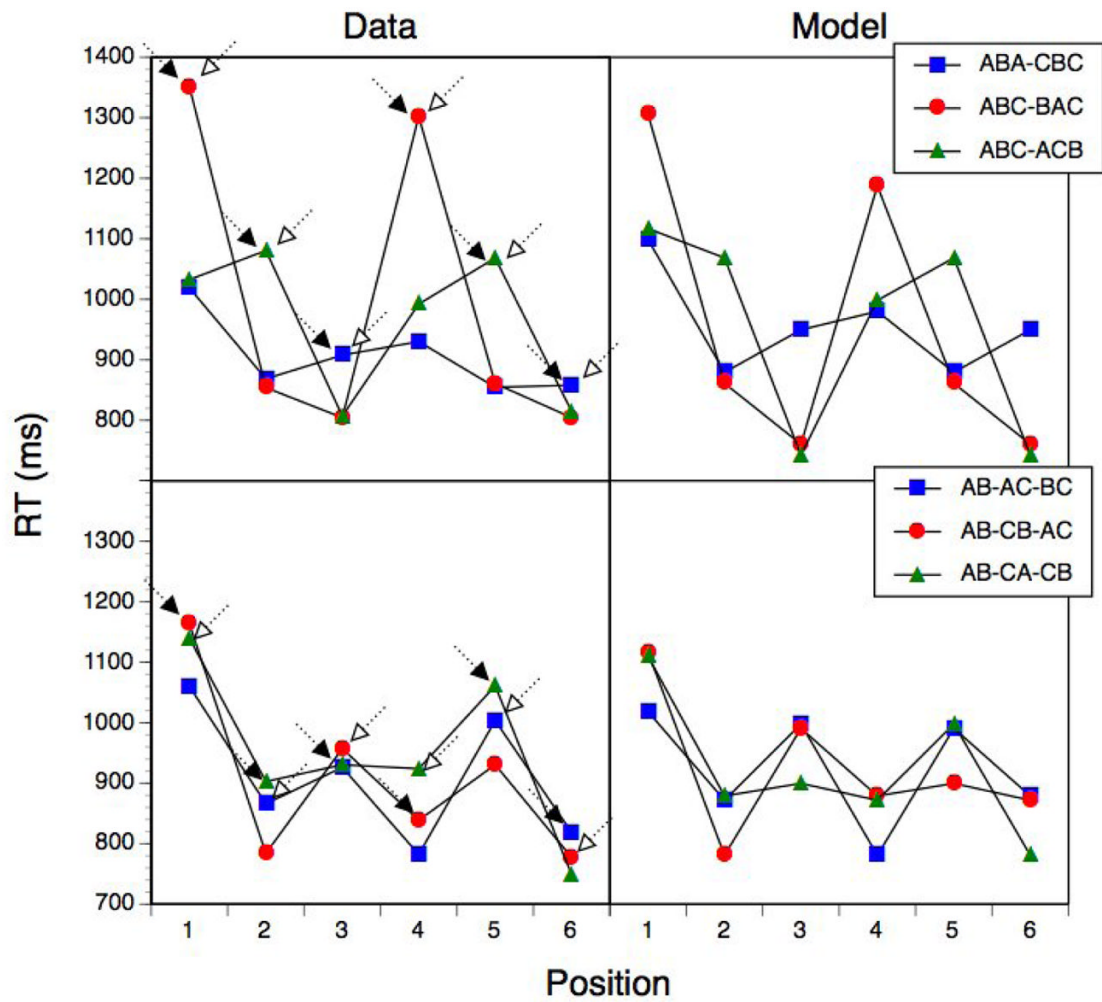 Data
Model
1400
1300
1200
1100
1000
900
800
ABA-CBC
ABC-BAC
ABC-ACB
RT (ms)
1300
1200
1100
1000
900
800
700
AB-AC-BC
AB-CB-AC
AB-CA-CB
1 2 3 4 5 6
1 2 3 4 5 6
Position